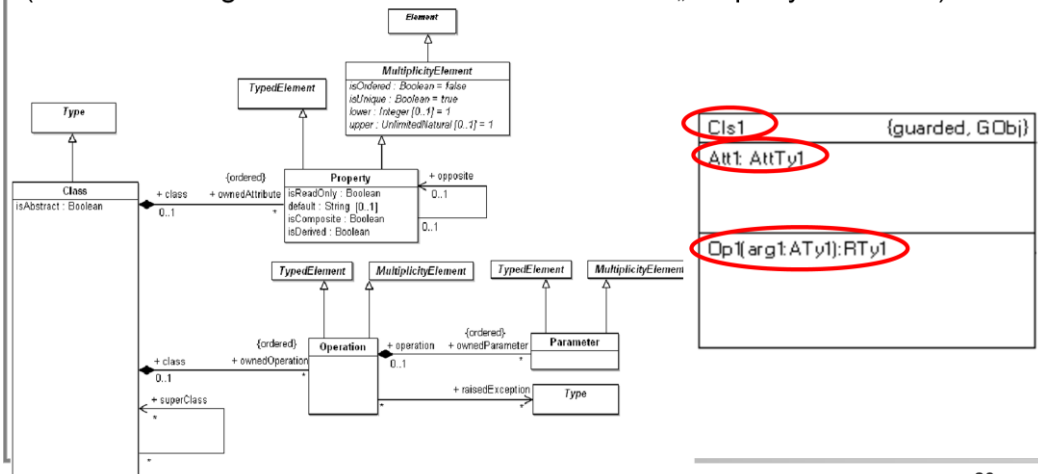 Element
MultiplicityElement
isOrdered : Boolean = false
isUnique : Boolean = true
lower : Integer [0..1] = 1
upper : UnlimitedNatural [0..1] = 1
TypedElement
Type
Class
isAbstract : Boolean
+ class
0..1
{ordered}
+ ownedAttribute
*
Property
isReadOnly : Boolean
default : String [0..1]
isComposite : Boolean
isDerived : Boolean
+ opposite
0..1
0..1
TypedElement
MultiplicityElement
TypedElement
MultiplicityElemen
+ class
0..1
{ordered}
+ ownedOperation
*
Operation
+ operation
0..1
{ordered}
+ ownedParameter
*
Parameter
+ raisedException
*
*
Type
+ superClass
*
*
Cls1 {guarded, GObj}
Att1: AttTy1
Op1(arg1:ATy1):RTy1